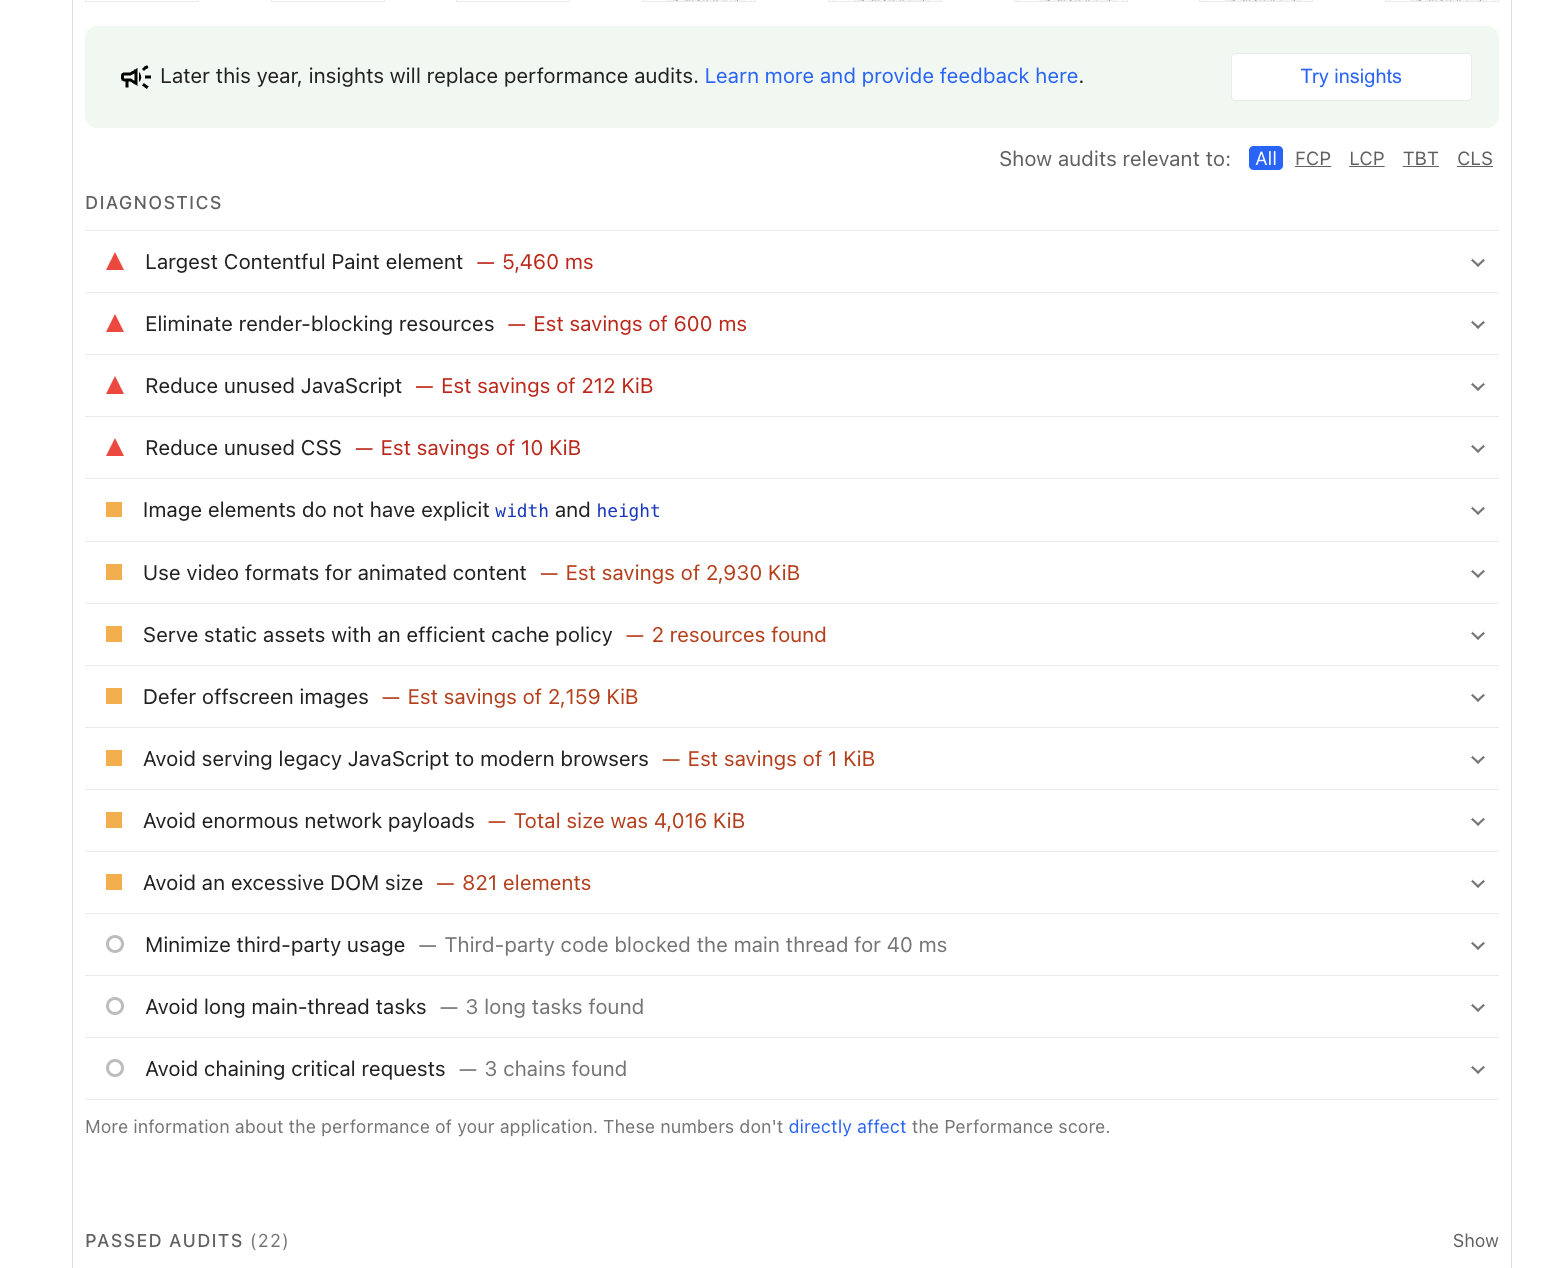 Later this year, insights will replace performance audits. Learn more and provide feedback here.
Try insights
Show audits relevant to: All FCP LCP TBT CLS
DIAGNOSTICS
Largest Contentful Paint element — 5,460 ms
Eliminate render-blocking resources — Est savings of 600 ms
Reduce unused JavaScript — Est savings of 212 KiB
Reduce unused CSS — Est savings of 10 KiB
Image elements do not have explicit width and height
Use video formats for animated content — Est savings of 2,930 KiB
Serve static assets with an efficient cache policy — 2 resources found
Defer offscreen images — Est savings of 2,159 KiB
Avoid serving legacy JavaScript to modern browsers — Est savings of 1 KiB
Avoid enormous network payloads — Total size was 4,016 KiB
Avoid an excessive DOM size — 821 elements
Minimize third-party usage — Third-party code blocked the main thread for 40 ms
Avoid long main-thread tasks — 3 long tasks found
Avoid chaining critical requests — 3 chains found
More information about the performance of your application. These numbers don't directly affect the Performance score.
PASSED AUDITS (22)
Show